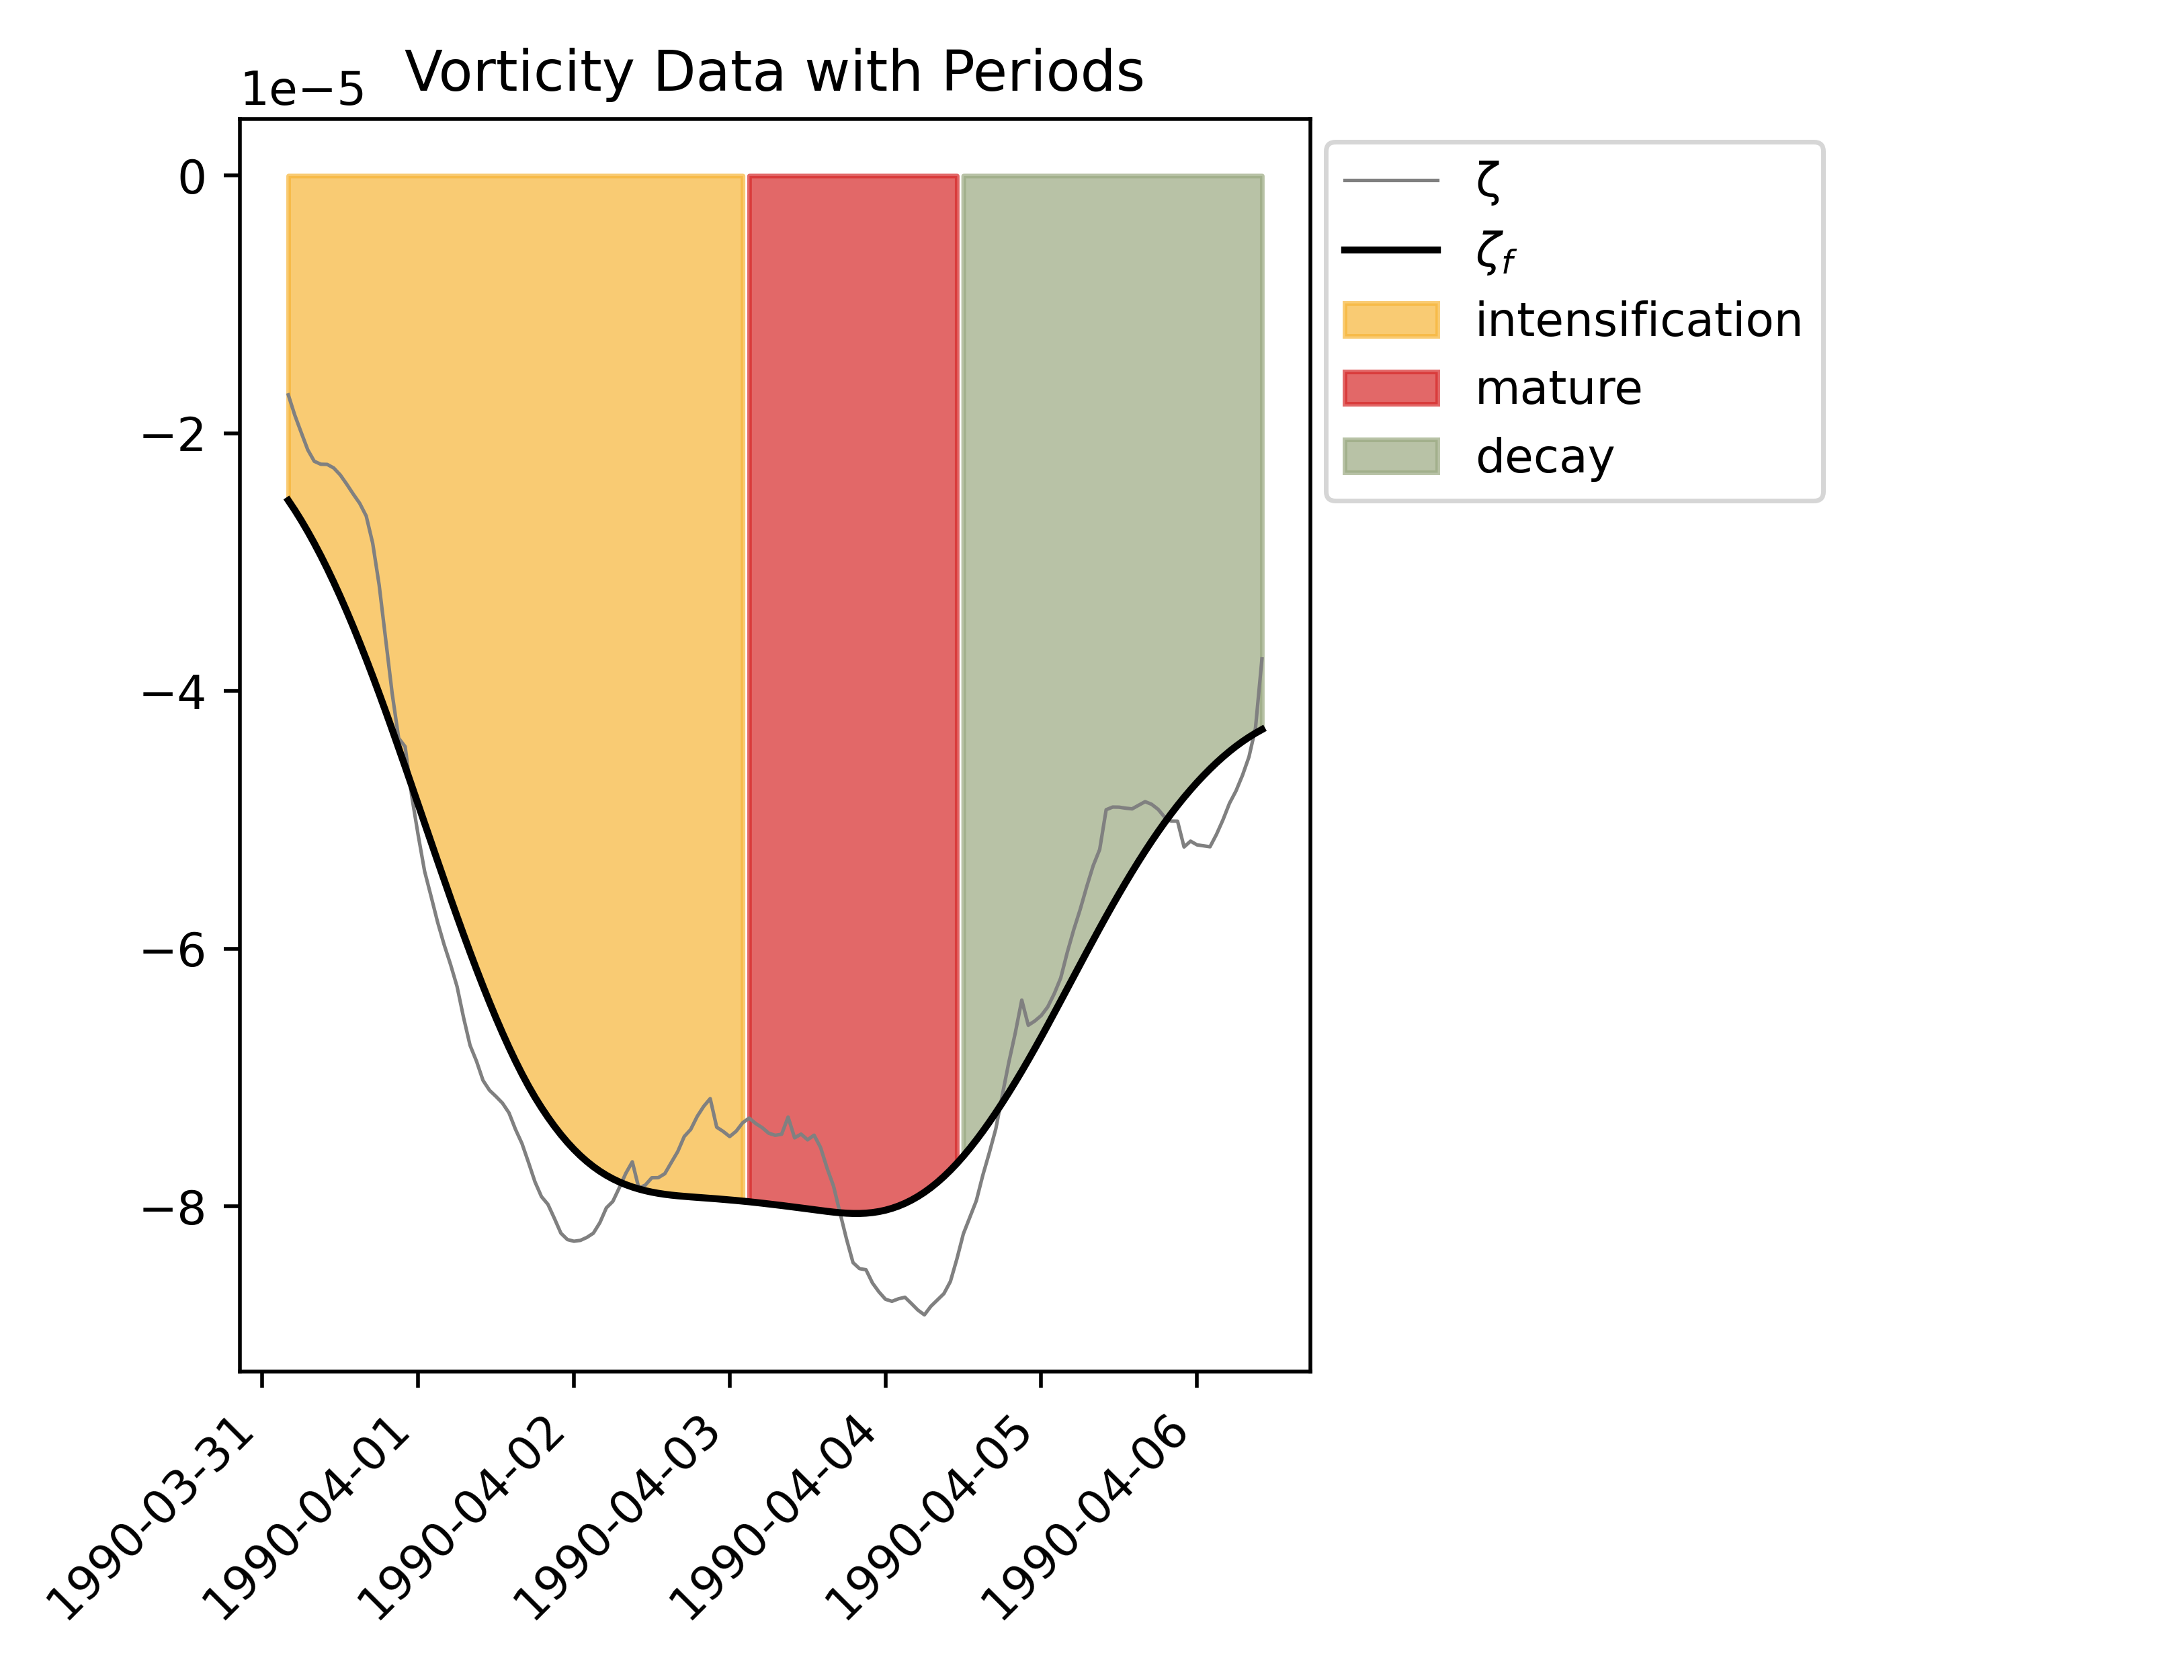 Vorticity Data with Periods
1e−5
0
−2
−4
−6
−8
1990-03-31
1990-04-01
1990-04-02
1990-04-03
1990-04-04
1990-04-05
1990-04-06
ζ
ζf
intensification
mature
decay